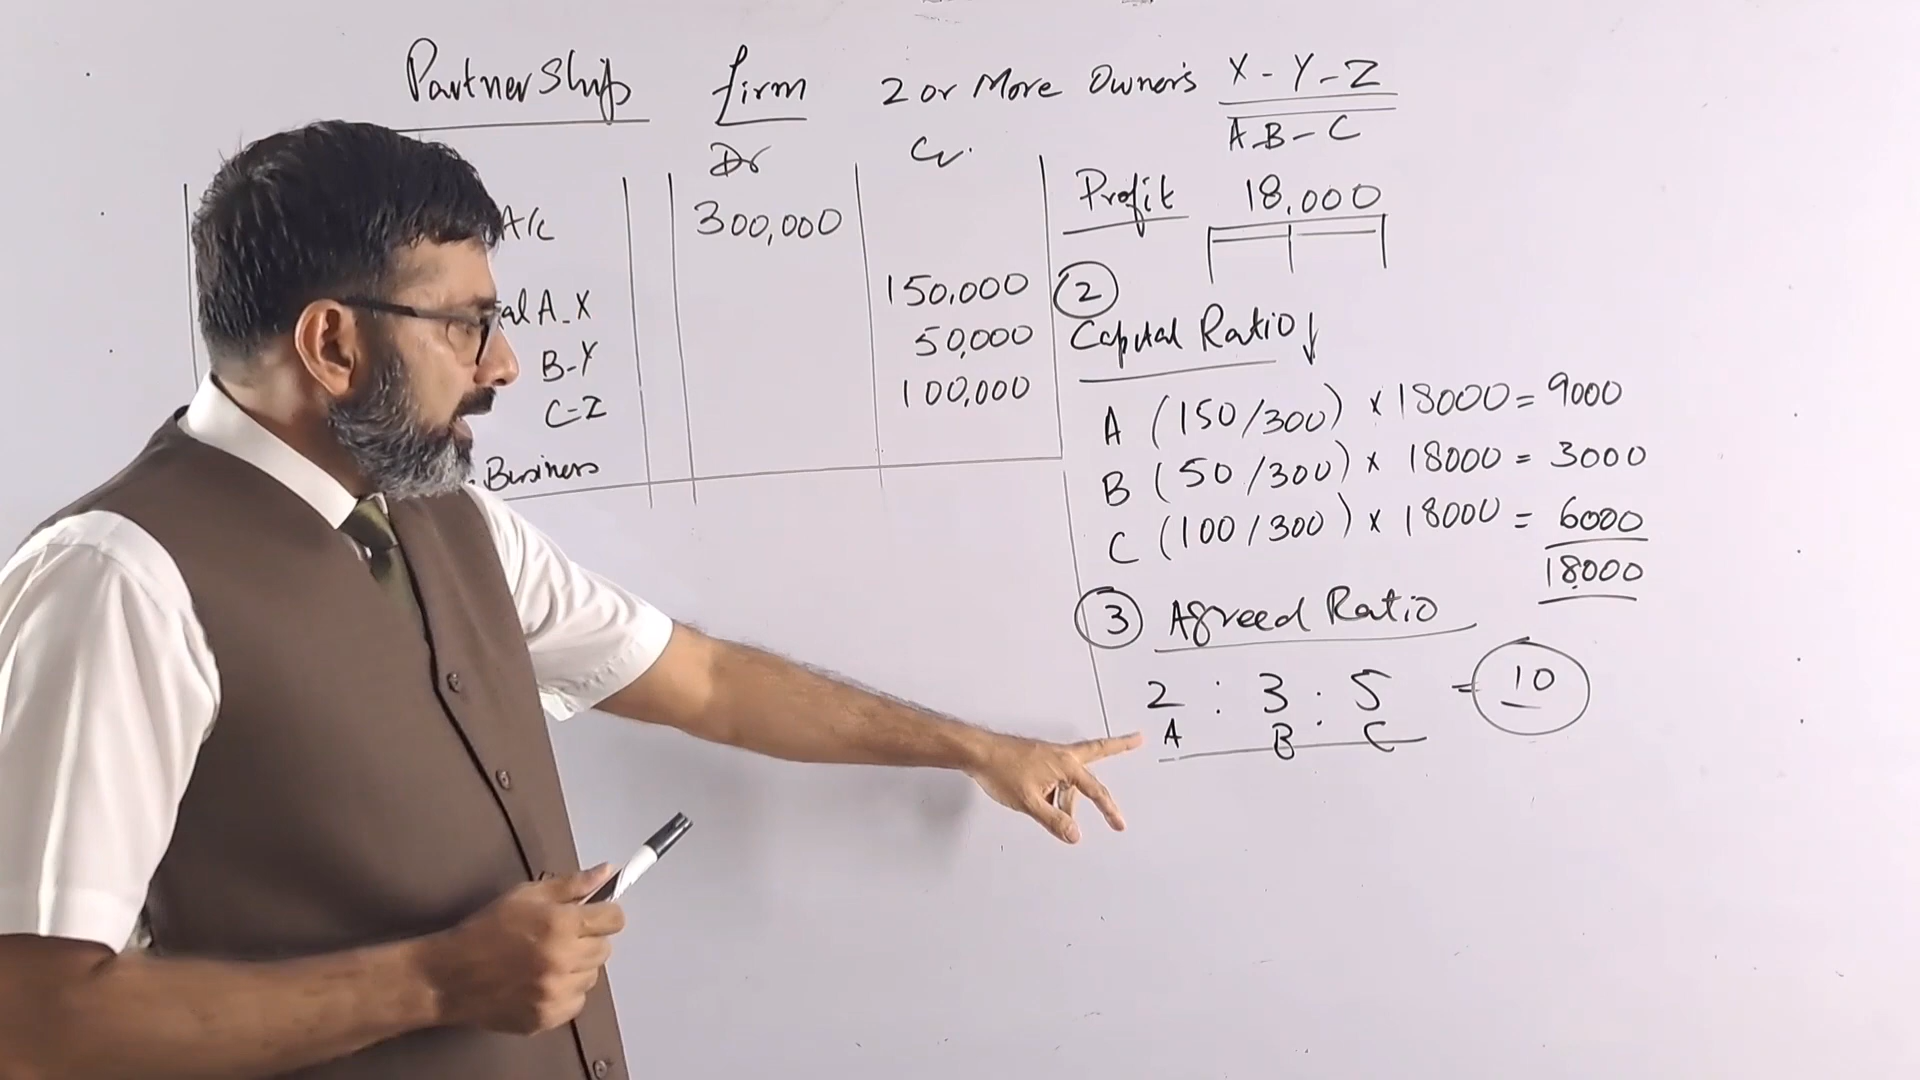 Partnership firm 2 or More Owner's X - Y - Z
A-B - C
Dr Cr.
A/c 300,000
Profit 18,000
al A-X 150,000
B-Y 50,000
C-Z 100,000
Business
2
Capital Ratio ↓
A (150/300) × 18000 = 9000
B (50/300) × 18000 = 3000
C (100/300) × 18000 = 6000
18000
3 Agreed Ratio
2 : 3 : 5 = 10
A B C